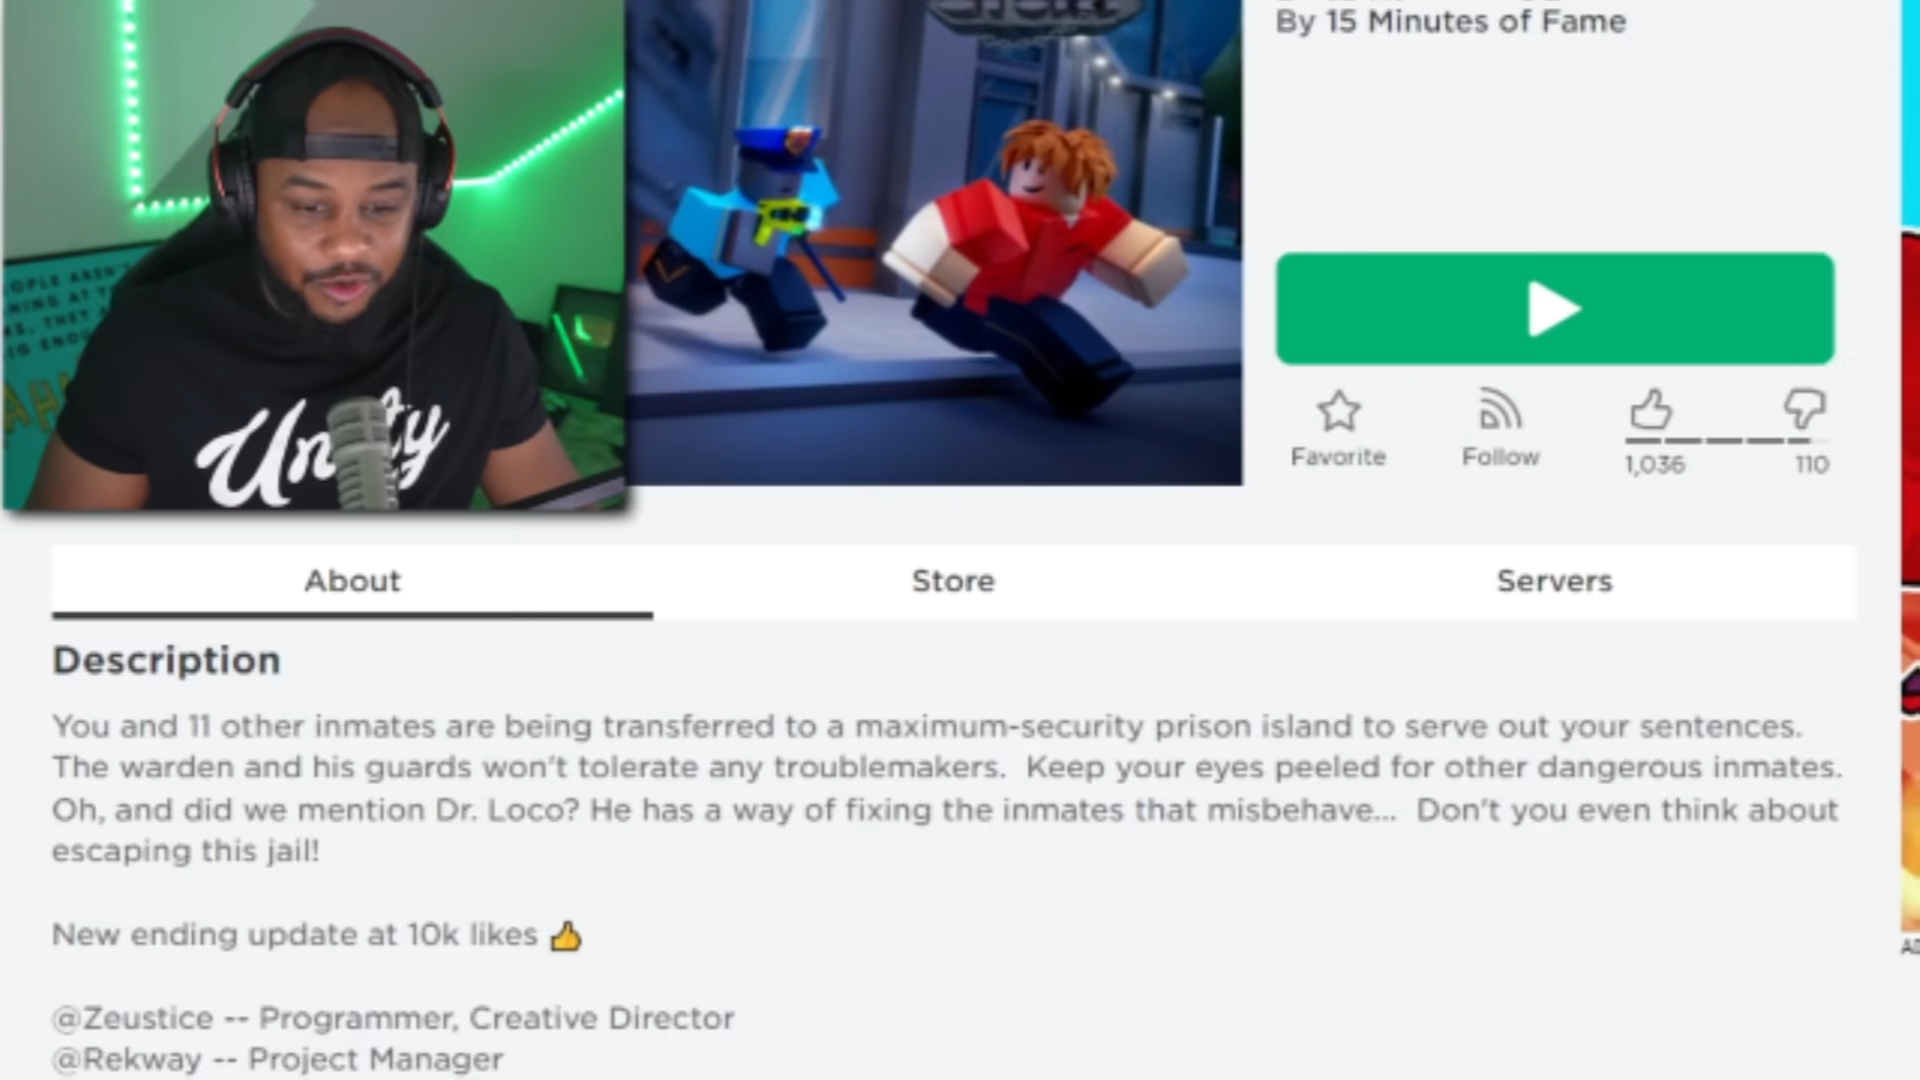 By 15 Minutes of Fame
Unity
Favorite
Follow
1,036
110
About
Store
Servers
Description
You and 11 other inmates are being transferred to a maximum-security prison island to serve out your sentences.
The warden and his guards won't tolerate any troublemakers.  Keep your eyes peeled for other dangerous inmates.
Oh, and did we mention Dr. Loco? He has a way of fixing the inmates that misbehave...  Don't you even think about
escaping this jail!
New ending update at 10k likes 👍
@Zeustice -- Programmer, Creative Director
@Rekway -- Project Manager